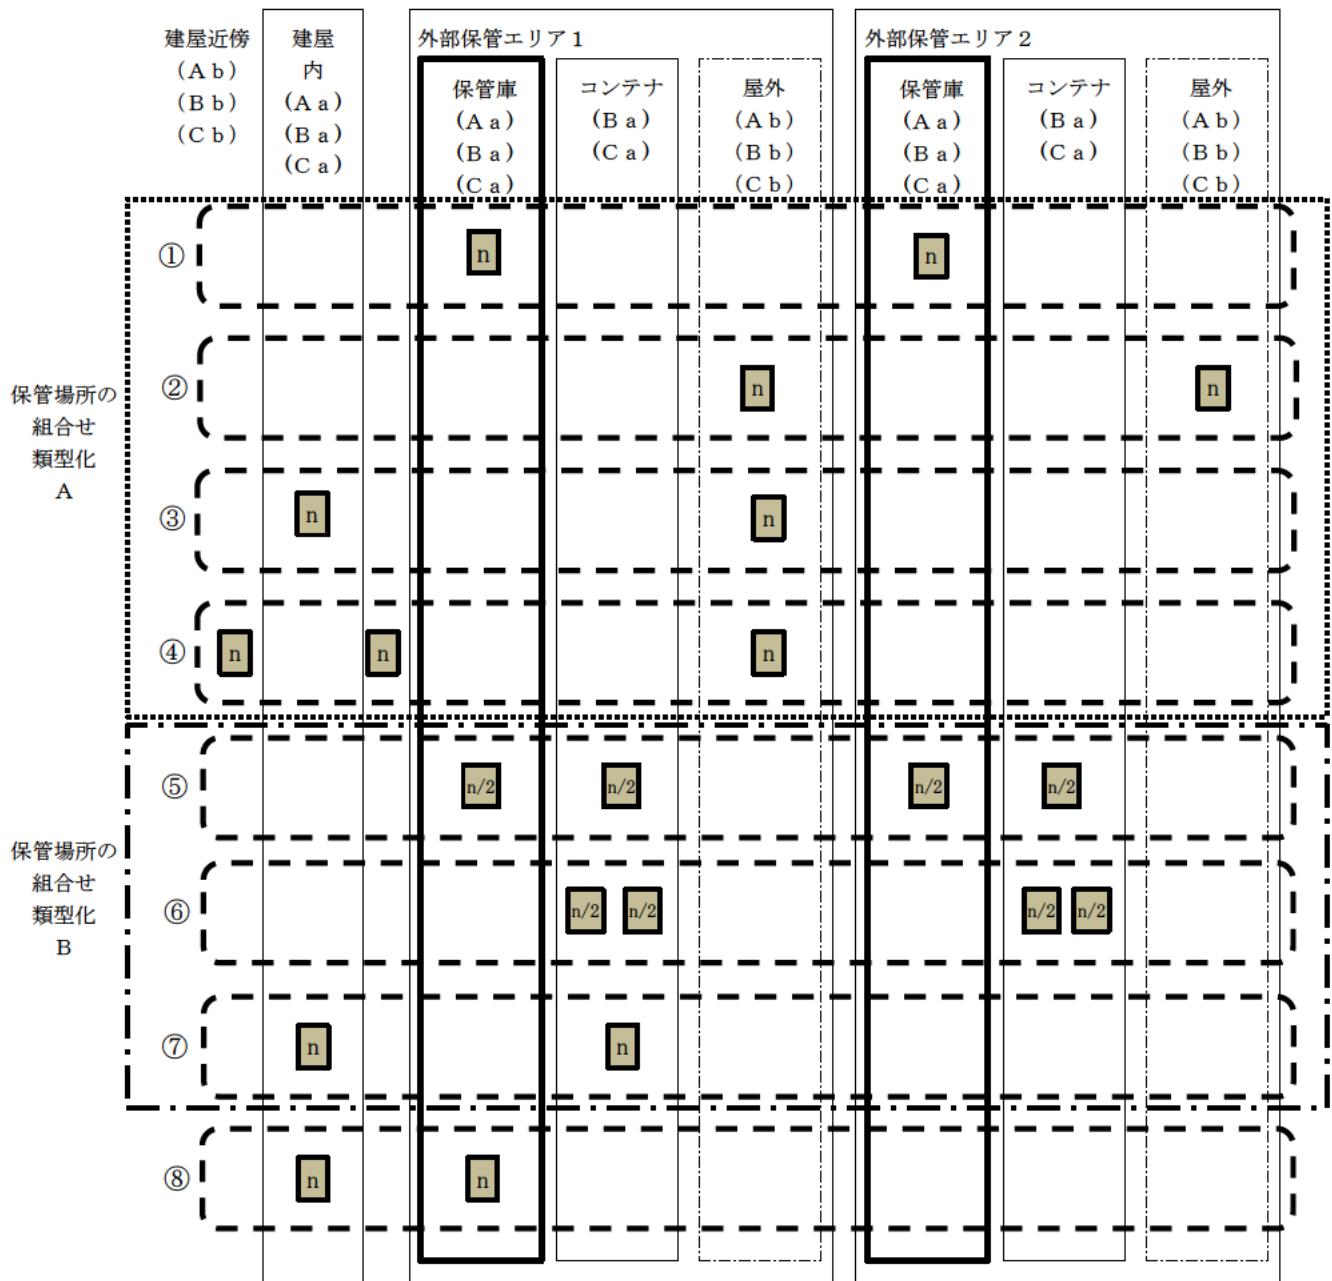 建屋近傍
（Ａｂ）
（Ｂｂ）
（Ｃｂ）
建屋
内
(Ａａ)
(Ｂａ)
(Ｃａ)
外部保管エリア１
保管庫
(Ａａ)
(Ｂａ)
(Ｃａ)
コンテナ
(Ｂａ)
(Ｃａ)
屋外
（Ａｂ）
（Ｂｂ）
（Ｃｂ）
外部保管エリア２
保管庫
(Ａａ)
(Ｂａ)
(Ｃａ)
コンテナ
(Ｂａ)
(Ｃａ)
屋外
（Ａｂ）
（Ｂｂ）
（Ｃｂ）
保管場所の
組合せ
類型化
Ａ
① n n
② n n
③ n n
④ n n n
保管場所の
組合せ
類型化
Ｂ
⑤ n/2 n/2 n/2 n/2
⑥ n/2 n/2 n/2 n/2
⑦ n n
⑧ n n